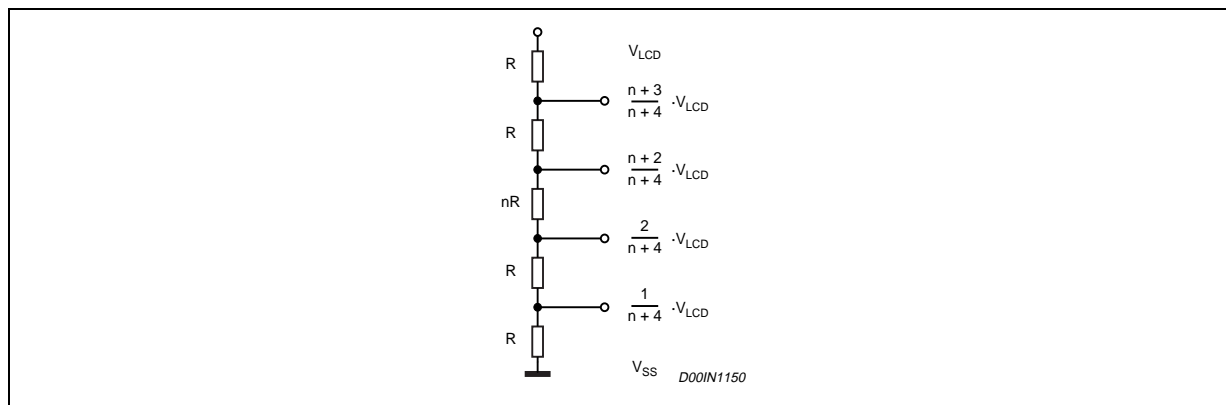 V_LCD
R
n + 3
n + 4 ·V_LCD
R
n + 2
n + 4 ·V_LCD
nR
2
n + 4 ·V_LCD
R
1
n + 4 ·V_LCD
R
V_SS D00IN1150